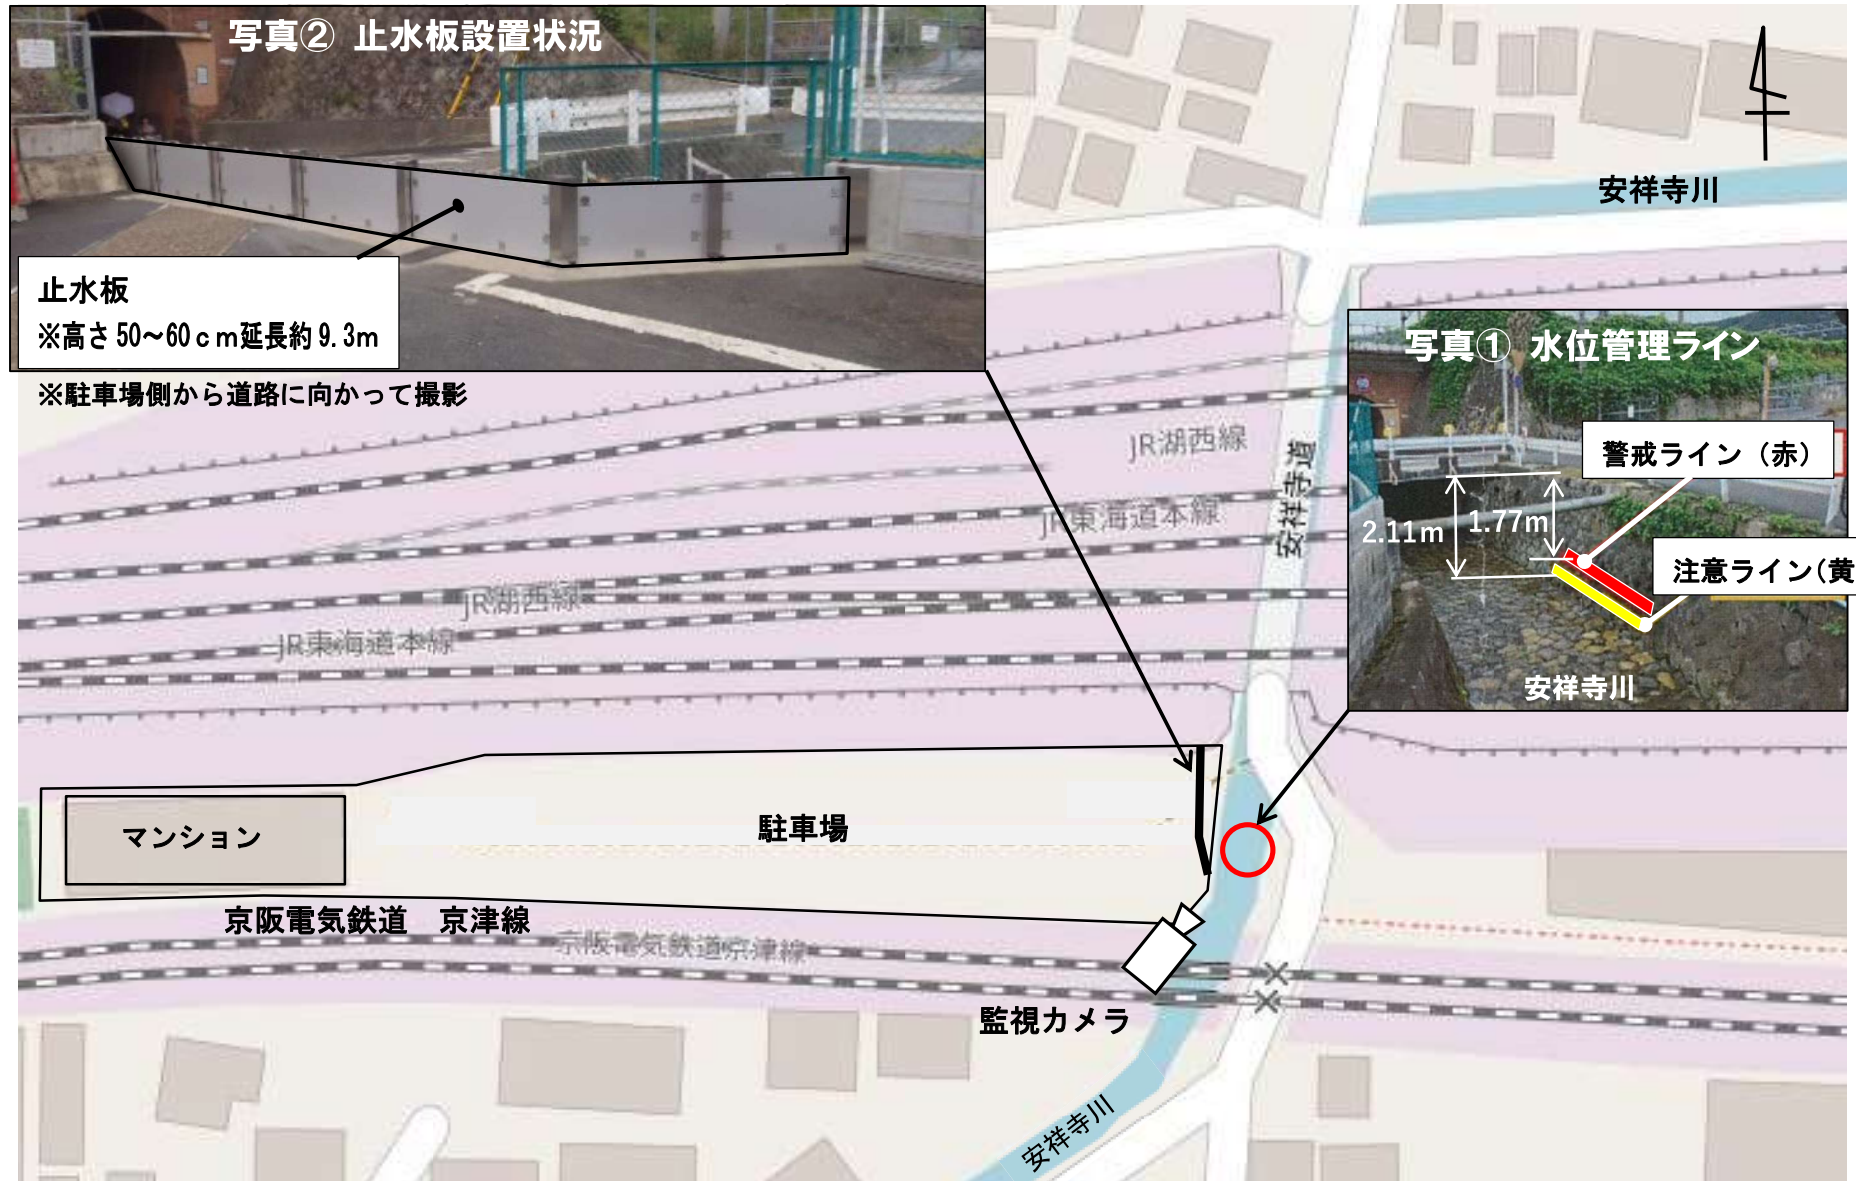 写真② 止水板設置状況
止水板
※高さ50~60cm延長約9.3m
※駐車場側から道路に向かって撮影
安祥寺川
写真① 水位管理ライン
警戒ライン（赤）
2.11m
1.77m
注意ライン(黄
安祥寺川
JR湖西線
JR東海道本線
安祥寺道
JR湖西線
JR東海道本線
マンション
駐車場
京阪電気鉄道 京津線
京阪電気鉄道京津線
監視カメラ
安祥寺川